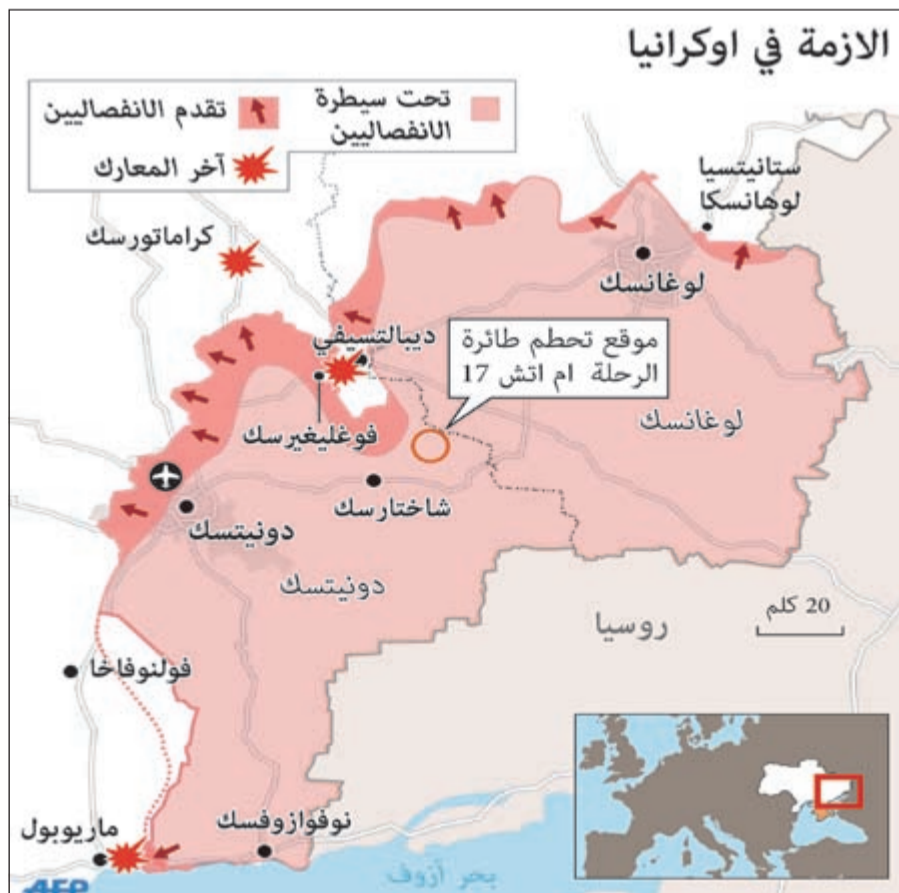 الازمة في اوكرانيا
تحت سيطرة
الانفصاليين
تقدم الانفصاليين
آخر المعارك
ستانيتسيا
لوهانسكا
كراماتورسك
لوغانسك
ديبالتسيفي
موقع تحطم طائرة
الرحلة ام اتش 17
فوغليغيرسك
لوغانسك
شاختارسك
دونيتسك
دونيتسك
روسيا
20 كلم
فولنوفاخا
نوفوازوفسك
ماريوبول
بحر آزوف
AFP